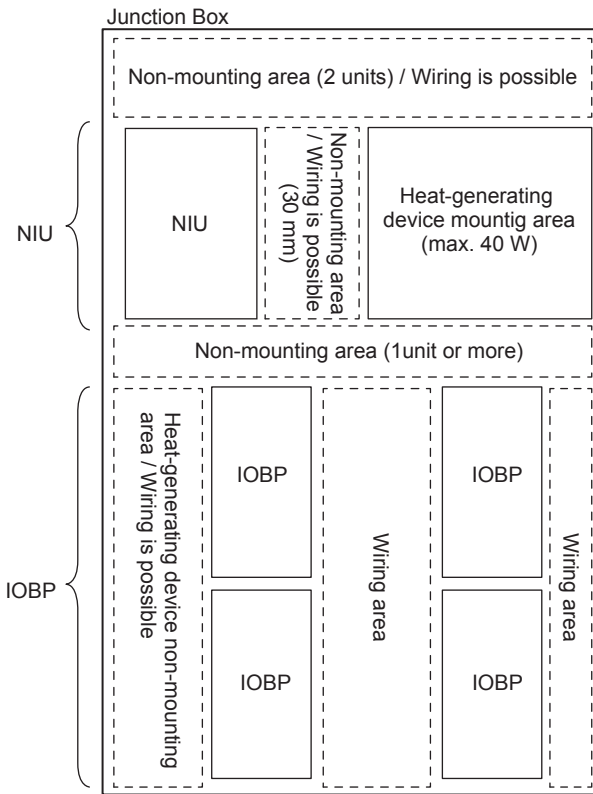 Junction Box
Non-mounting area (2 units) / Wiring is possible
NIU
NIU
Non-mounting area
/ Wiring is possible
(30 mm)
Heat-generating
device mountig area
(max. 40 W)
Non-mounting area (1unit or more)
IOBP
Heat-generating device non-mounting
area / Wiring is possible
IOBP
Wiring area
IOBP
Wiring area
IOBP
IOBP